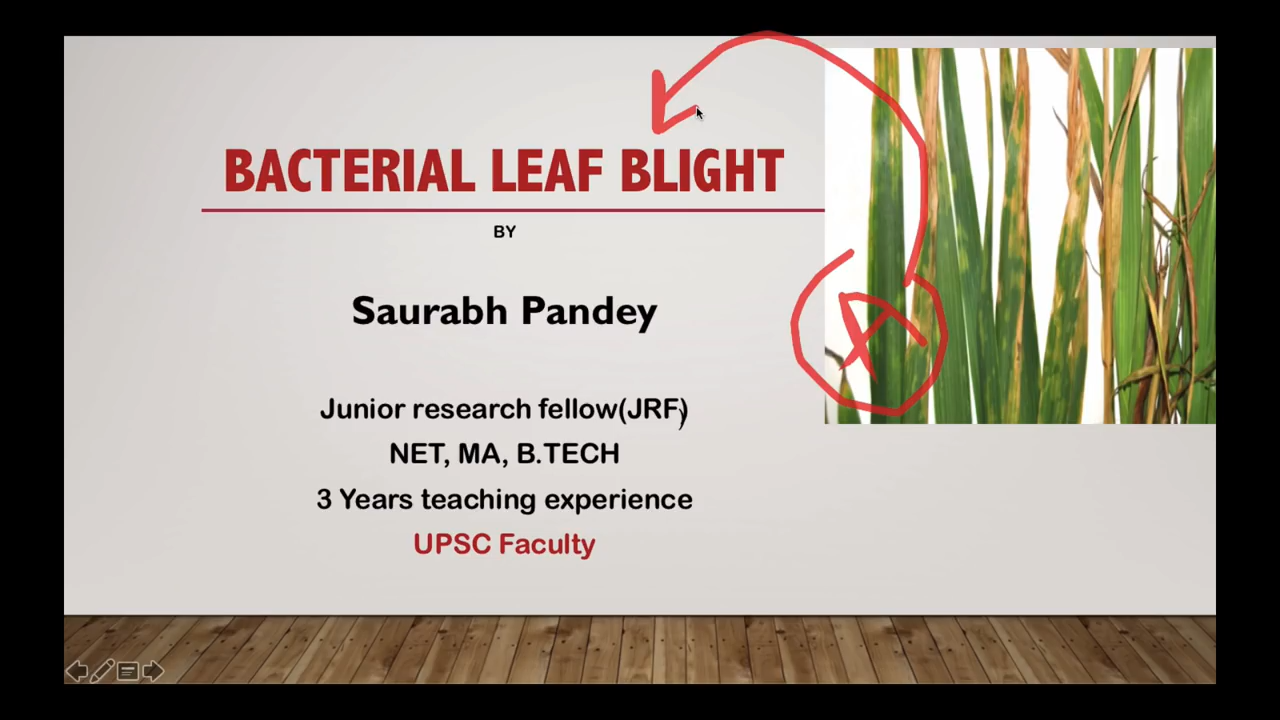 BACTERIAL LEAF BLIGHT
BY
Saurabh Pandey
Junior research fellow(JRF)
NET, MA, B.TECH
3 Years teaching experience
UPSC Faculty